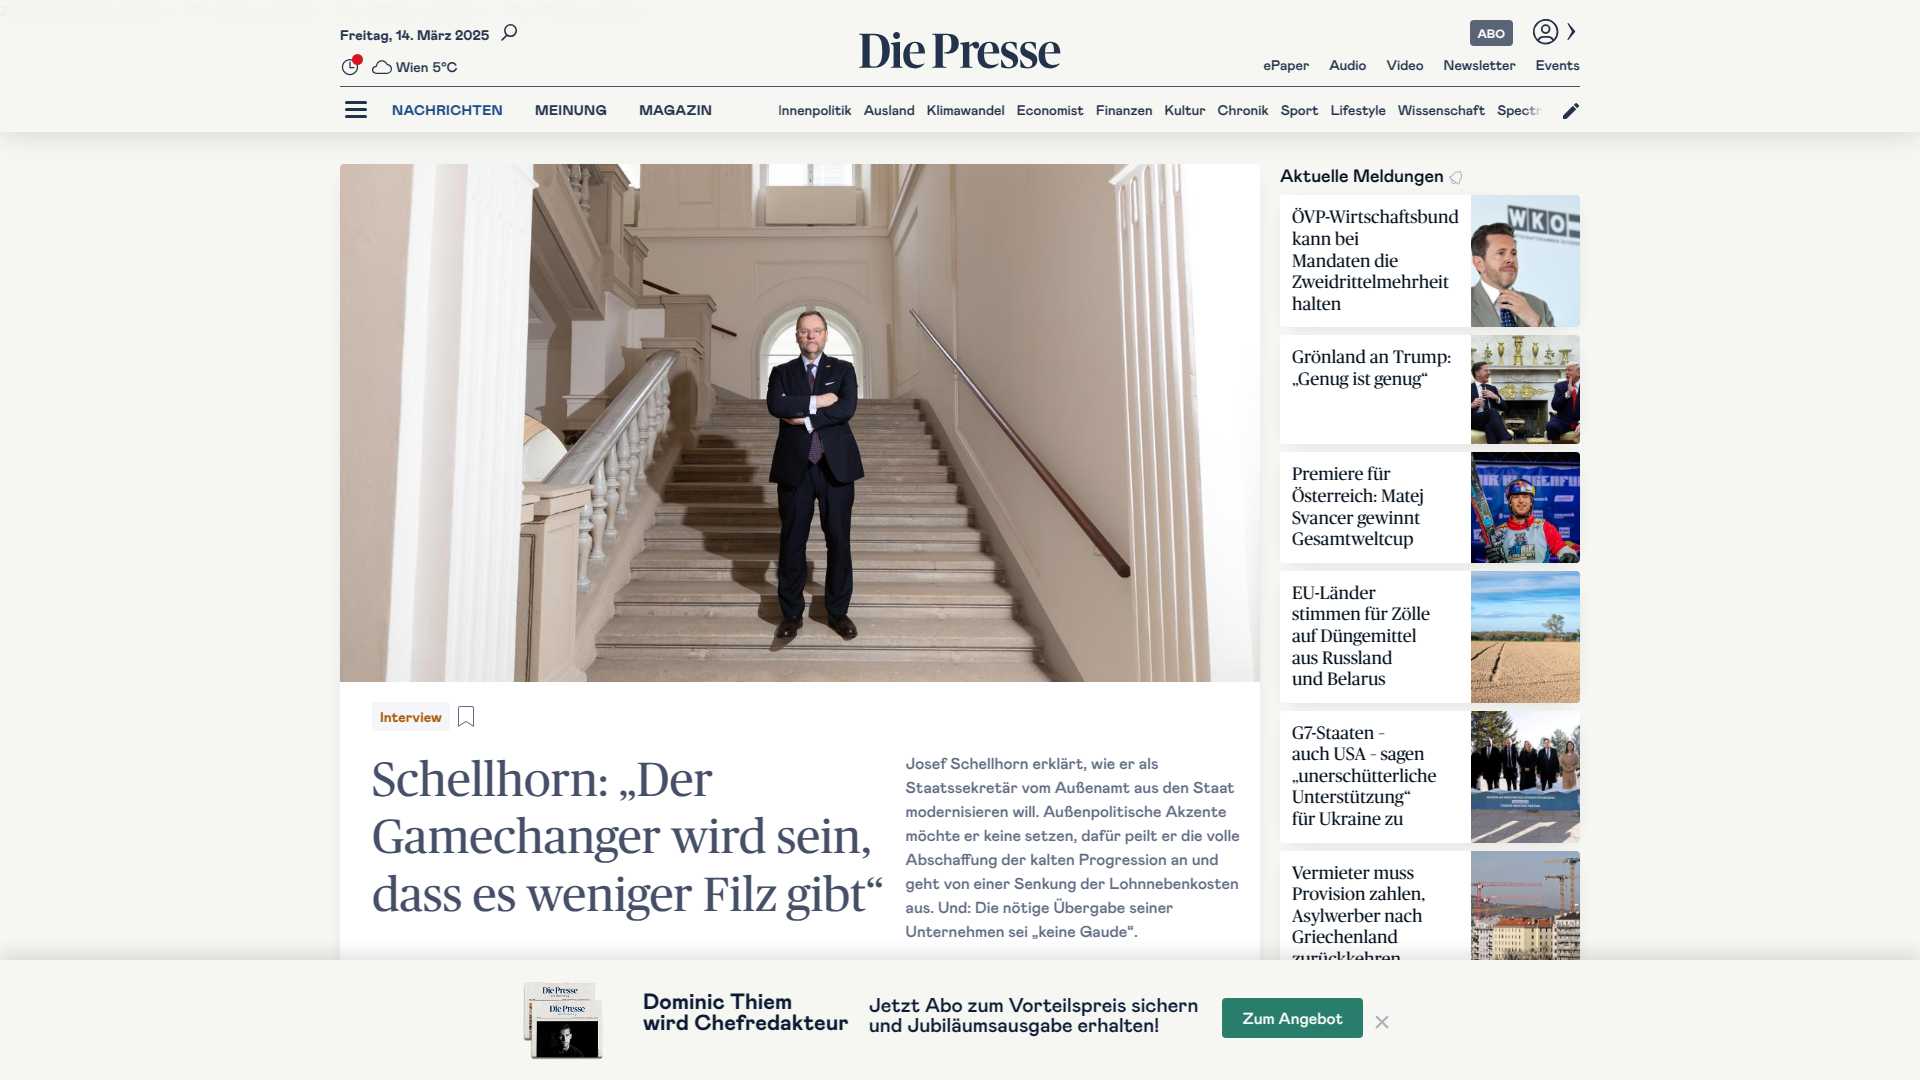 Freitag, 14. März 2025
Wien 5°C
Die Presse
ABO
ePaper Audio Video Newsletter Events
NACHRICHTEN MEINUNG MAGAZIN
Innenpolitik Ausland Klimawandel Economist Finanzen Kultur Chronik Sport Lifestyle Wissenschaft Spectr
Interview
Schellhorn: „Der
Gamechanger wird sein,
dass es weniger Filz gibt“
Josef Schellhorn erklärt, wie er als
Staatssekretär vom Außenamt aus den Staat
modernisieren will. Außenpolitische Akzente
möchte er keine setzen, dafür peilt er die volle
Abschaffung der kalten Progression an und
geht von einer Senkung der Lohnnebenkosten
aus. Und: Die nötige Übergabe seiner
Unternehmen sei „keine Gaude“.
Aktuelle Meldungen
ÖVP-Wirtschaftsbund
kann bei
Mandaten die
Zweidrittelmehrheit
halten
WKO
Grönland an Trump:
„Genug ist genug“
Premiere für
Österreich: Matej
Svancer gewinnt
Gesamtweltcup
EU-Länder
stimmen für Zölle
auf Düngemittel
aus Russland
und Belarus
G7-Staaten –
auch USA – sagen
„unerschütterliche
Unterstützung“
für Ukraine zu
Vermieter muss
Provision zahlen,
Asylwerber nach
Griechenland
zurückkehren
Die Presse
Die Presse
Dominic Thiem
wird Chefredakteur
Jetzt Abo zum Vorteilspreis sichern
und Jubiläumsausgabe erhalten!
Zum Angebot